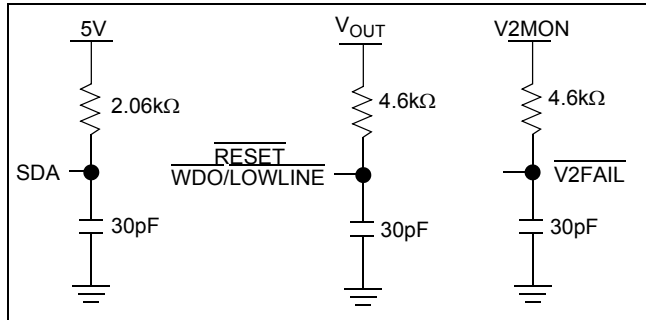 5V
2.06kΩ
SDA
30pF
VOUT
4.6kΩ
RESET
WDO/LOWLINE
30pF
V2MON
4.6kΩ
V2FAIL
30pF